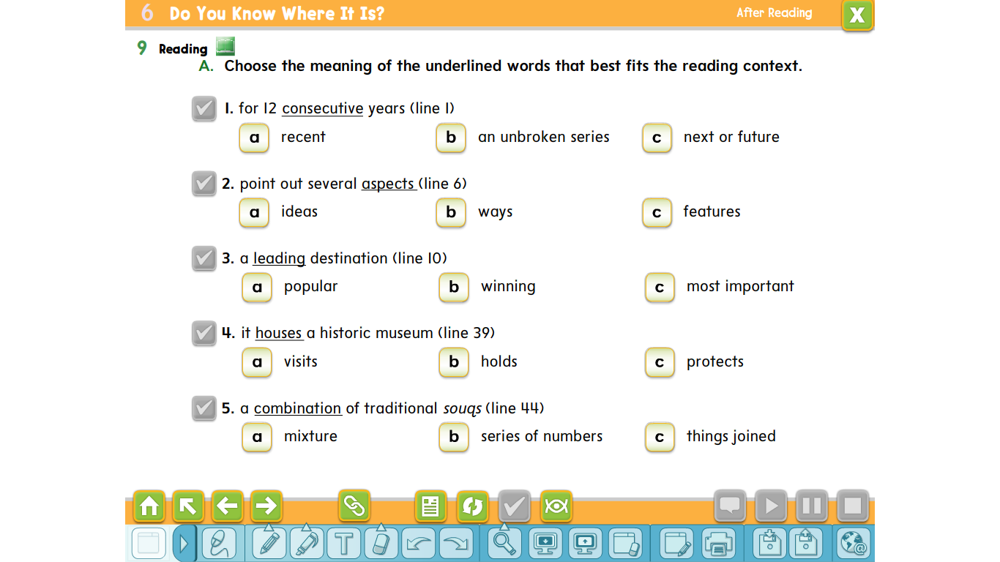 6 Do You Know Where It Is? After Reading X
9 Reading
A. Choose the meaning of the underlined words that best fits the reading context.
1. for 12 consecutive years (line 1)
a recent b an unbroken series c next or future
2. point out several aspects (line 6)
a ideas b ways c features
3. a leading destination (line 10)
a popular b winning c most important
4. it houses a historic museum (line 39)
a visits b holds c protects
5. a combination of traditional souqs (line 44)
a mixture b series of numbers c things joined
T @